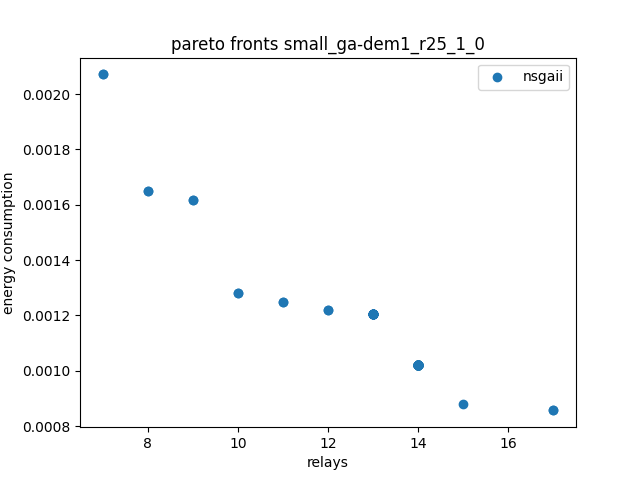 pareto fronts small_ga-dem1_r25_1_0
nsgaii
energy consumption
0.0020
0.0018
0.0016
0.0014
0.0012
0.0010
0.0008
8 10 12 14 16
relays